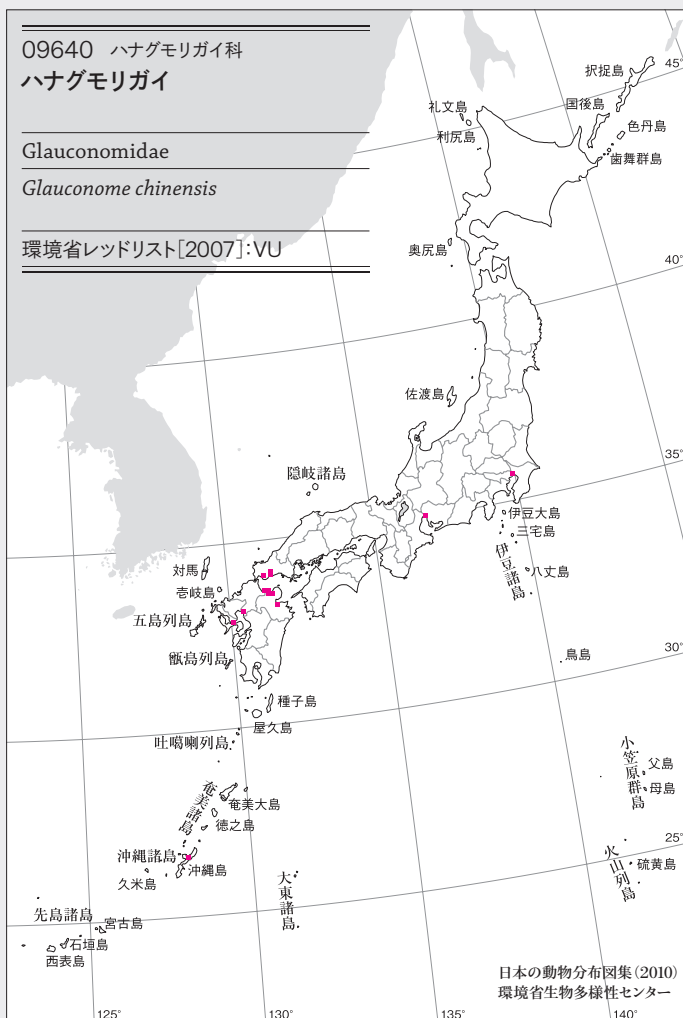 09640 ハナグモリガイ科
ハナグモリガイ
Glauconomidae
Glauconome chinensis
環境省レッドリスト[2007]:VU
45°
択捉島
国後島
礼文島
色丹島
利尻島
歯舞群島
奥尻島
40°
佐渡島
35°
隠岐諸島
伊豆大島
三宅島
伊豆諸島
八丈島
対馬
壱岐島
五島列島
甑島列島
鳥島
30°
種子島
屋久島
吐噶喇列島
小笠原群島
父島
母島
奄美諸島
奄美大島
徳之島
沖縄諸島
沖縄島
久米島
大東諸島
25°
火山列島
硫黄島
先島諸島
宮古島
石垣島
西表島
日本の動物分布図集(2010)
環境省生物多様性センター
125°
130°
135°
140°